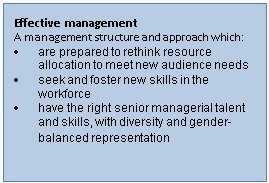 Effective management
A management structure and approach which:
• are prepared to rethink resource
allocation to meet new audience needs
• seek and foster new skills in the
workforce
• have the right senior managerial talent
and skills, with diversity and gender-
balanced representation